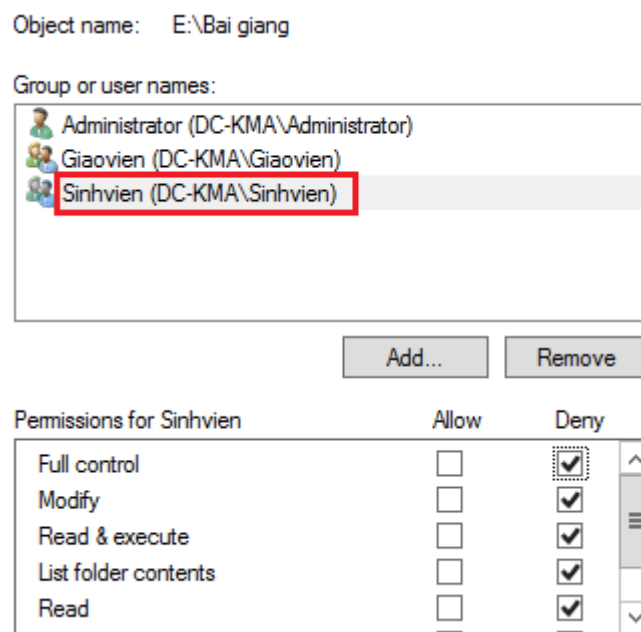 Object name: E:\Bai giang
Group or user names:
Administrator (DC-KMA\Administrator)
Giaovien (DC-KMA\Giaovien)
Sinhvien (DC-KMA\Sinhvien)
Add... Remove
Permissions for Sinhvien Allow Deny
Full control
Modify
Read & execute
List folder contents
Read